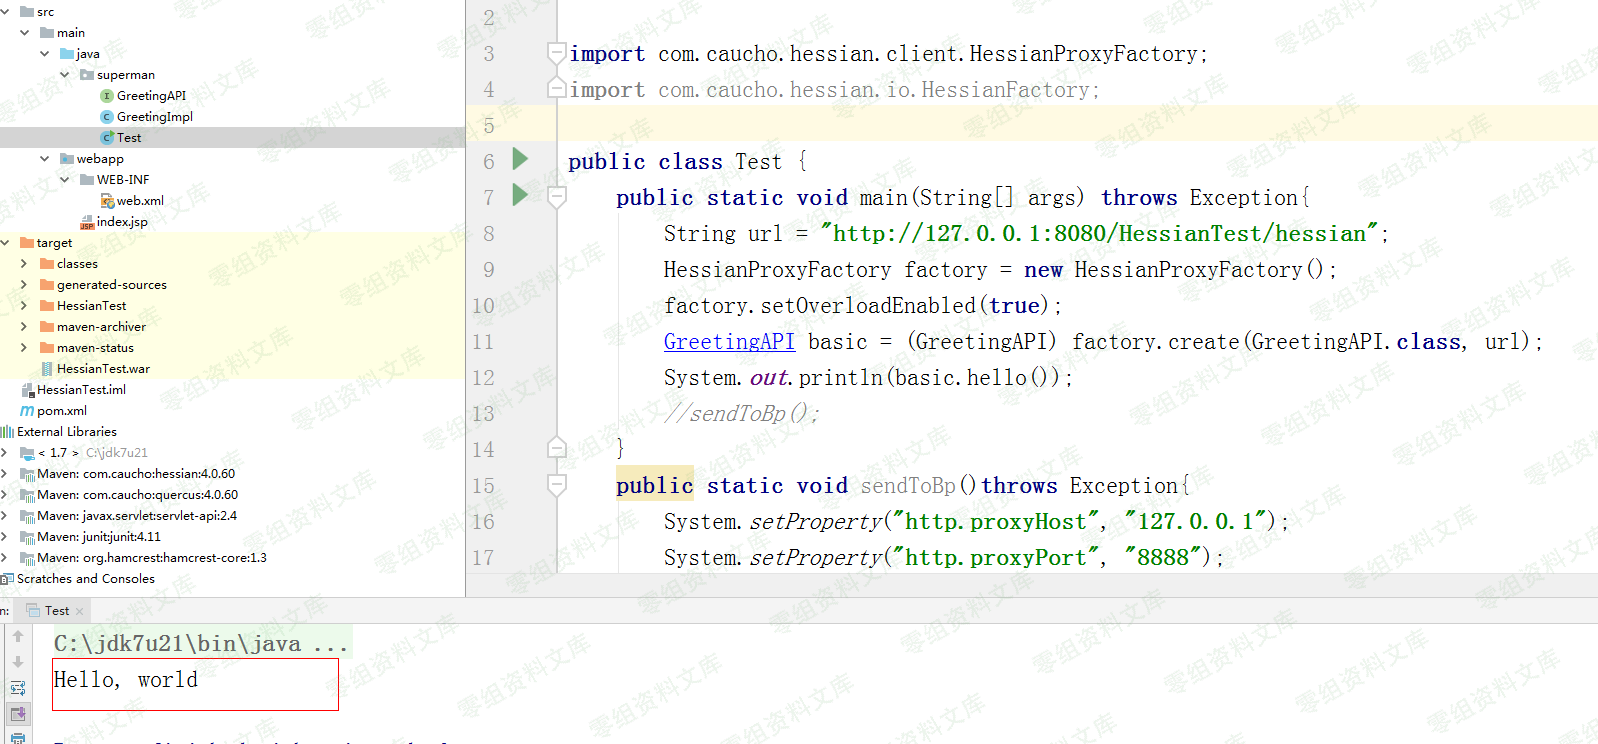 src
main
java
superman
GreetingAPI
GreetingImpl
Test
webapp
WEB-INF
web.xml
index.jsp
target
classes
generated-sources
HessianTest
maven-archiver
maven-status
HessianTest.war
HessianTest.iml
pom.xml
External Libraries
< 1.7 > C:\jdk7u21
Maven: com.caucho:hessian:4.0.60
Maven: com.caucho:quercus:4.0.60
Maven: javax.servlet:servlet-api:2.4
Maven: junit:junit:4.11
Maven: org.hamcrest:hamcrest-core:1.3
Scratches and Consoles
2
3 import com.caucho.hessian.client.HessianProxyFactory;
4 import com.caucho.hessian.io.HessianFactory;
5
6 public class Test {
7 public static void main(String[] args) throws Exception{
8 String url = "http://127.0.0.1:8080/HessianTest/hessian";
9 HessianProxyFactory factory = new HessianProxyFactory();
10 factory.setOverloadEnabled(true);
11 GreetingAPI basic = (GreetingAPI) factory.create(GreetingAPI.class, url);
12 System.out.println(basic.hello());
13 //sendToBp();
14 }
15 public static void sendToBp()throws Exception{
16 System.setProperty("http.proxyHost", "127.0.0.1");
17 System.setProperty("http.proxyPort", "8888");
n: Test
C:\jdk7u21\bin\java ...
Hello, world
零组资料文库